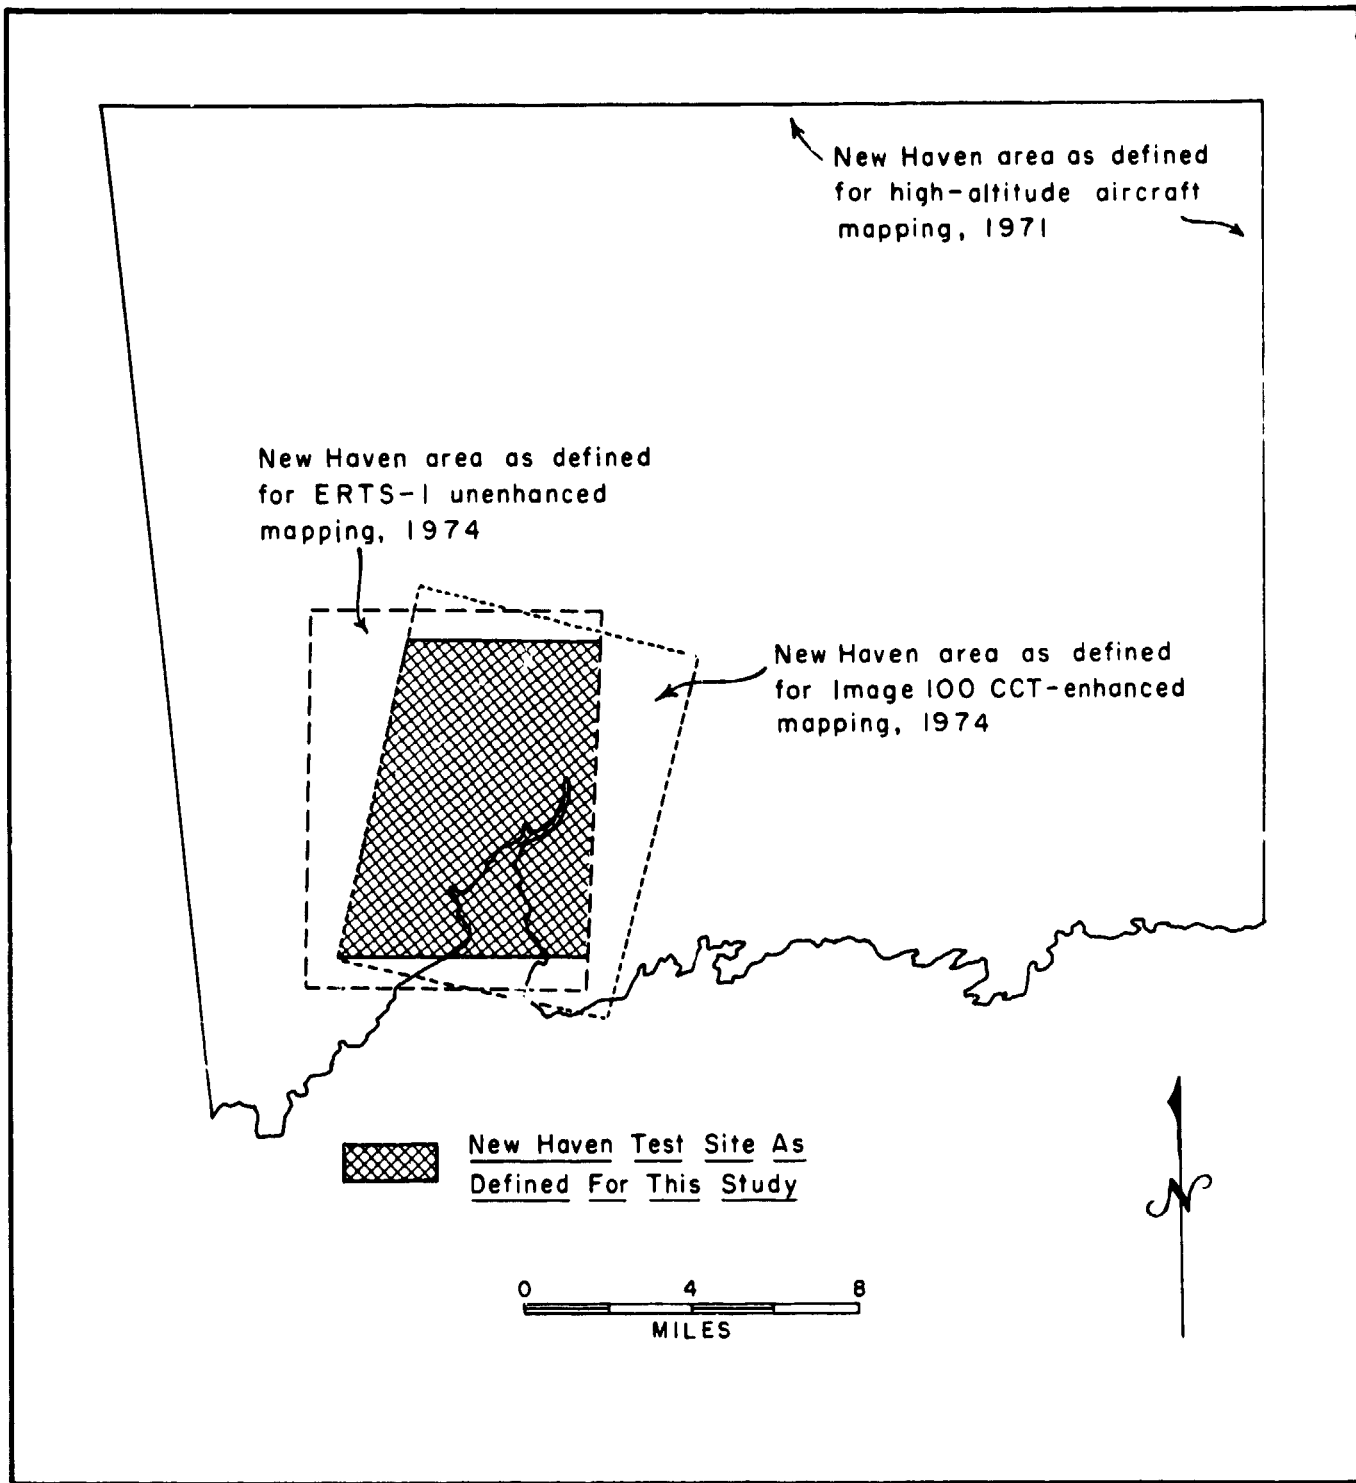 New Haven area as defined
for high-altitude aircraft
mapping, 1971
New Haven area as defined
for ERTS-1 unenhanced
mapping, 1974
New Haven area as defined
for Image 100 CCT-enhanced
mapping, 1974
New Haven Test Site As
Defined For This Study
N
0 4 8
MILES